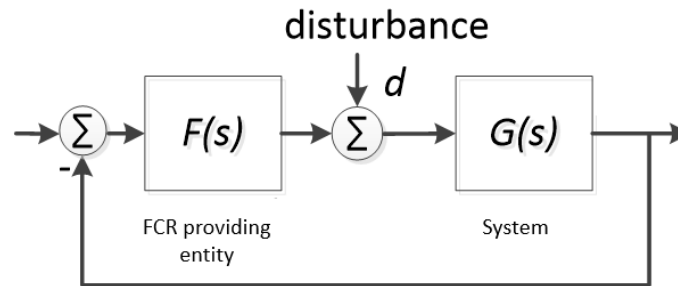 disturbance
d
Σ
F(s)
Σ
G(s)
-
FCR providing
entity
System